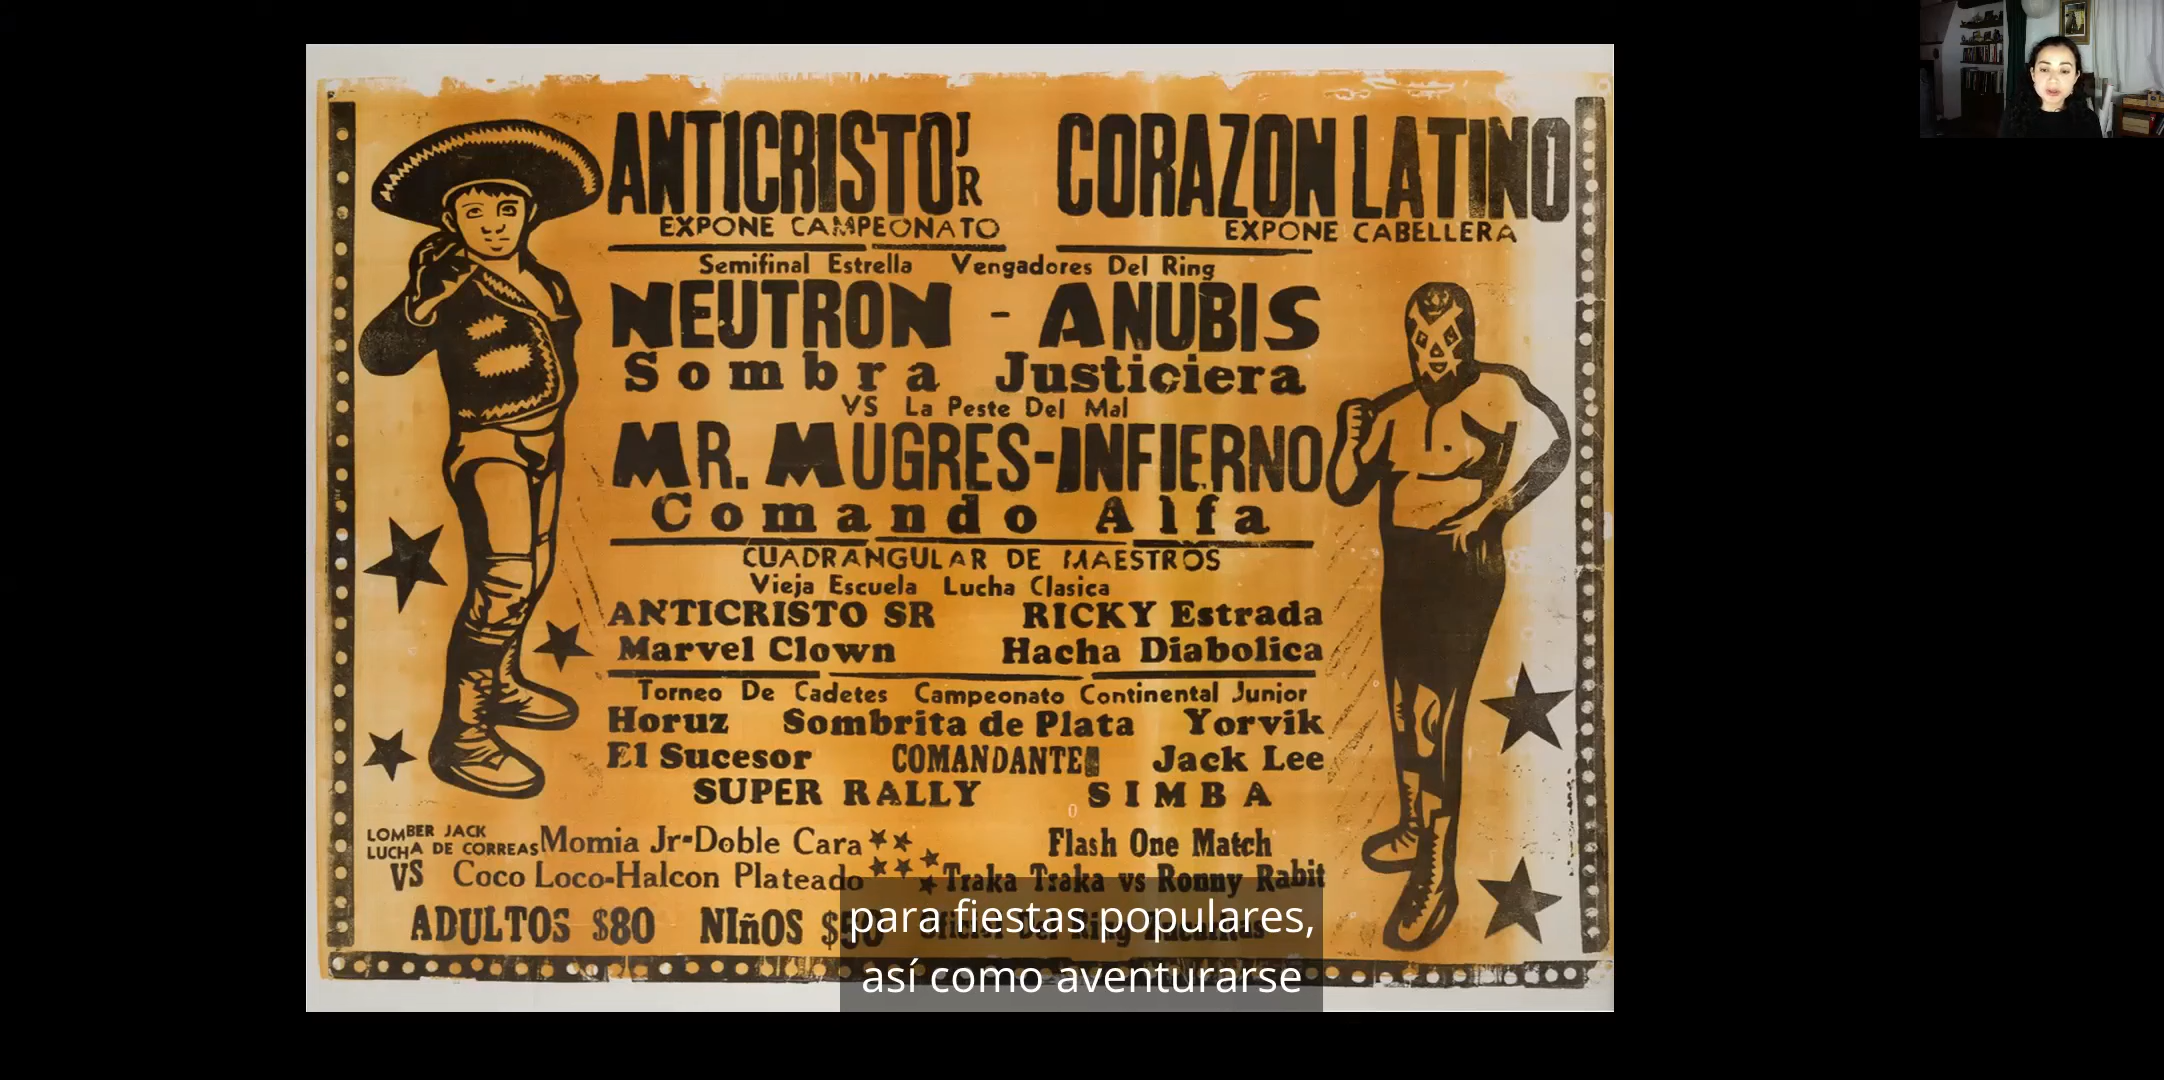 ANTICRISTO JR CORAZON LATINO
EXPONE CAMPEONATO EXPONE CABELLERA
Semifinal Estrella Vengadores Del Ring
NEUTRON - ANUBIS
Sombra Justiciera
VS La Peste Del Mal
MR. MUGRES-INFIERNO
Comando Alfa
CUADRANGULAR DE MAESTROS
Vieja Escuela Lucha Clasica
ANTICRISTO SR RICKY Estrada
Marvel Clown Hacha Diabolica
Torneo De Cadetes Campeonato Continental Junior
Horuz Sombrita de Plata Yorvik
El Sucesor COMANDANTE Jack Lee
SUPER RALLY SIMBA
LOMBER JACK
LUCHA DE CORREAS Momia Jr-Doble Cara
VS Coco Loco-Halcon Plateado
Flash One Match
Traka Traka vs Ronny Rabit
ADULTOS $80 NIñOS $50
para fiestas populares,
así como aventurarse